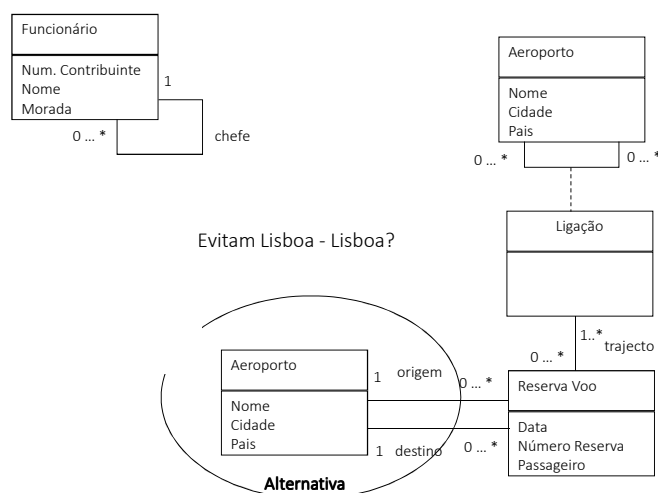 Funcionário
Num. Contribuinte
Nome
Morada
1
0 ... *
chefe
Aeroporto
Nome
Cidade
Pais
0 ... *
0 ... *
Ligação
Evitam Lisboa - Lisboa?
1..*
trajecto
0 ... *
Aeroporto
Nome
Cidade
Pais
1
origem
0 ... *
1
destino
0 ... *
Reserva Voo
Data
Número Reserva
Passageiro
Alternativa